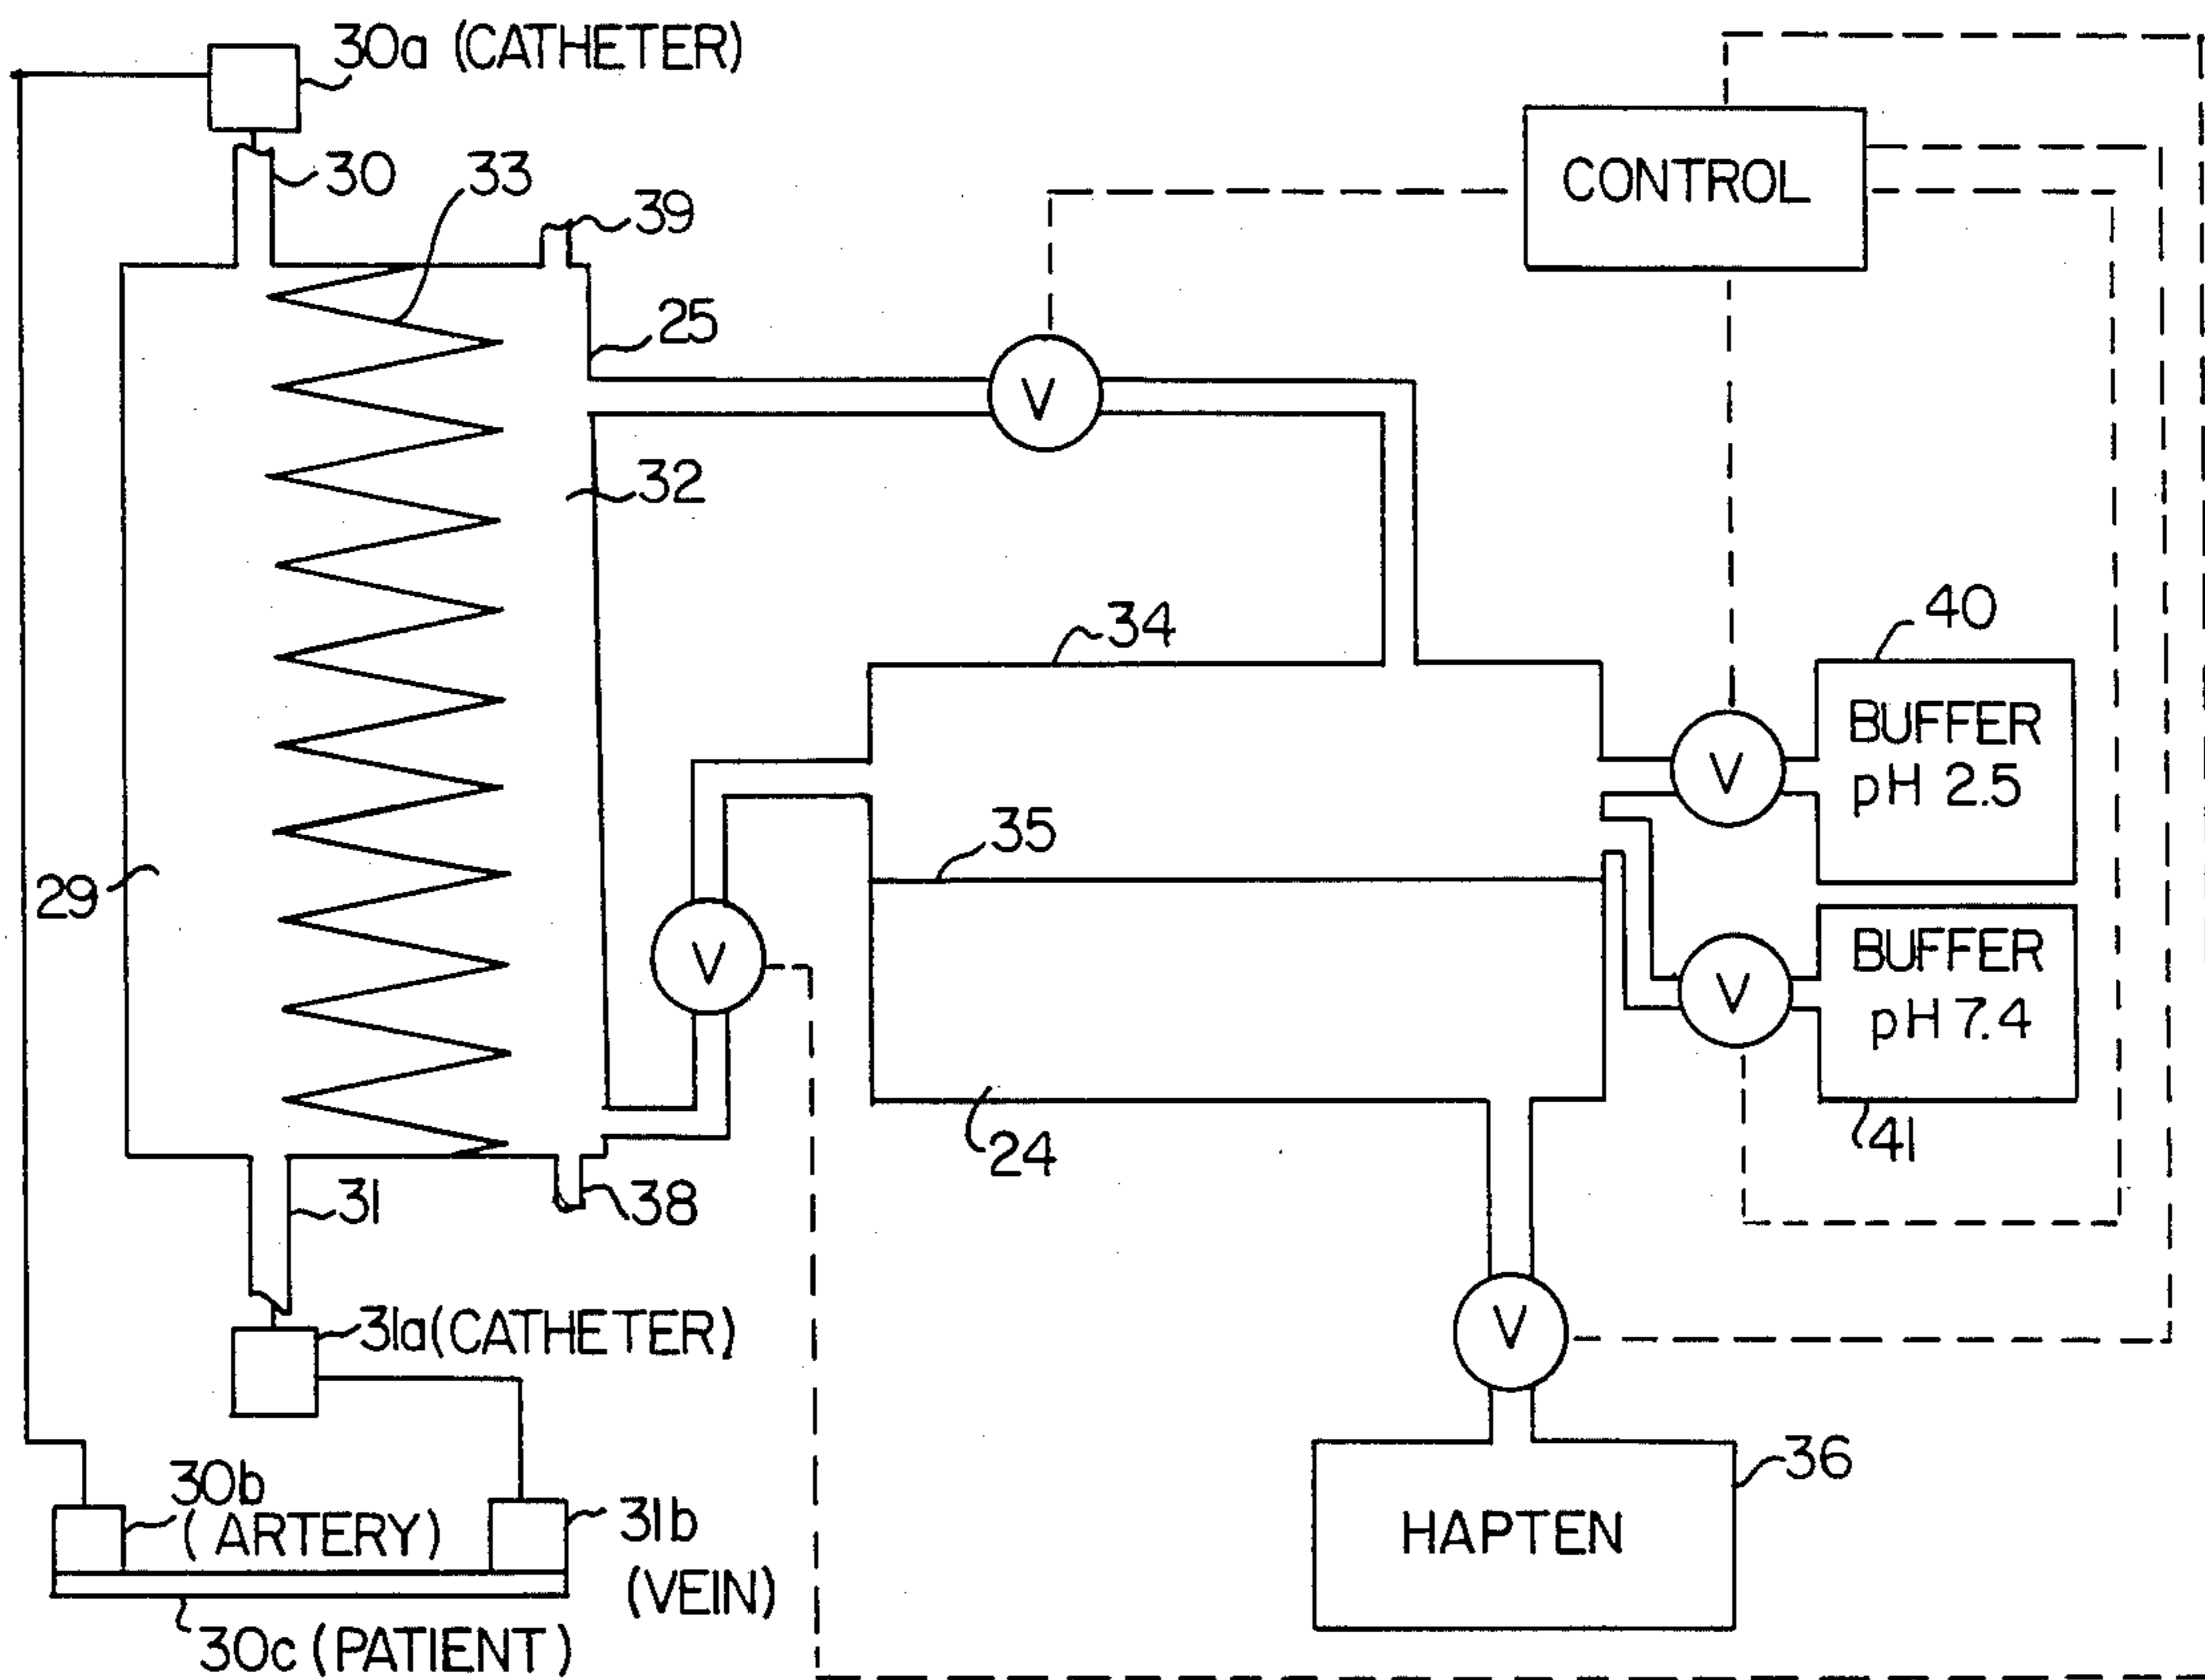 30a (CATHETER)
30
33
39
CONTROL
25
V
32
34
40
BUFFER
pH 2.5
V
35
29
V
BUFFER
pH 7.4
V
24
41
31
38
31a (CATHETER)
V
30b
(ARTERY)
31b
(VEIN)
36
HAPTEN
30c (PATIENT)